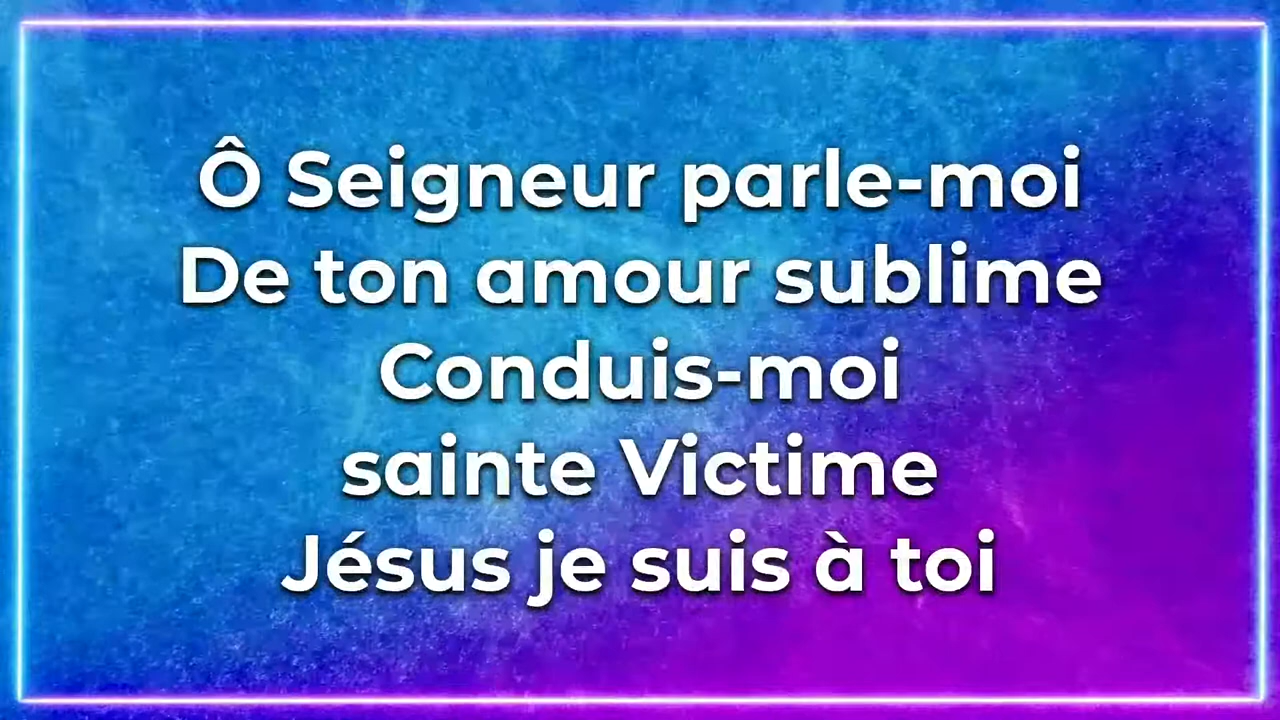 Ô Seigneur parle-moi
De ton amour sublime
Conduis-moi
sainte Victime
Jésus je suis à toi